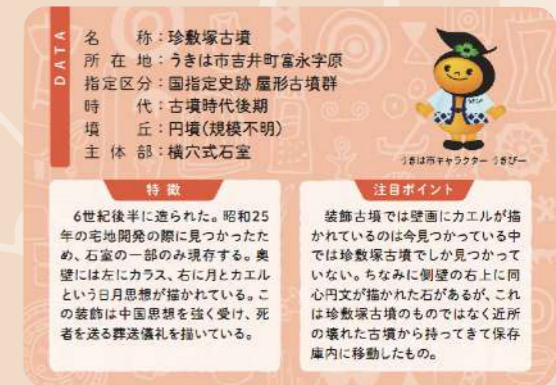 DATA
名　　称：珍敷塚古墳
所 在 地：うきは市吉井町富永字原
指定区分：国指定史跡 屋形古墳群
時　　代：古墳時代後期
墳　　丘：円墳(規模不明)
主 体 部：横穴式石室
うきは市キャラクター うきぴー
特 徴
6世紀後半に造られた。昭和25
年の宅地開発の際に見つかったた
め、石室の一部のみ現存する。奥
壁には左にカラス、右に月とカエル
という日月思想が描かれている。こ
の装飾は中国思想を強く受け、死
者を送る葬送儀礼を描いている。
注目ポイント
装飾古墳では壁画にカエルが描
かれているのは今見つかっている中
では珍敷塚古墳でしか見つかって
いない。ちなみに側壁の右上に同
心円文が描かれた石があるが、これ
は珍敷塚古墳のものではなく近所
の壊れた古墳から持ってきて保存
庫内に移動したもの。